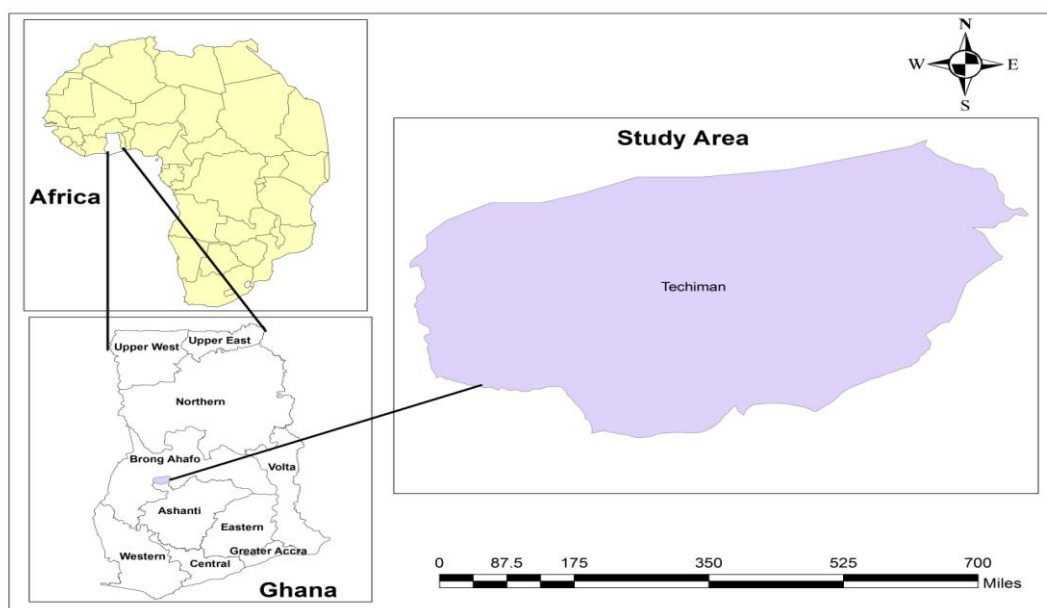 N
W E
S
Study Area
Africa
Techiman
Upper West
Upper East
Northern
Brong Ahafo
Volta
Ashanti
Eastern
Greater Accra
Western
Central
Ghana
0 87.5 175 350 525 700
Miles